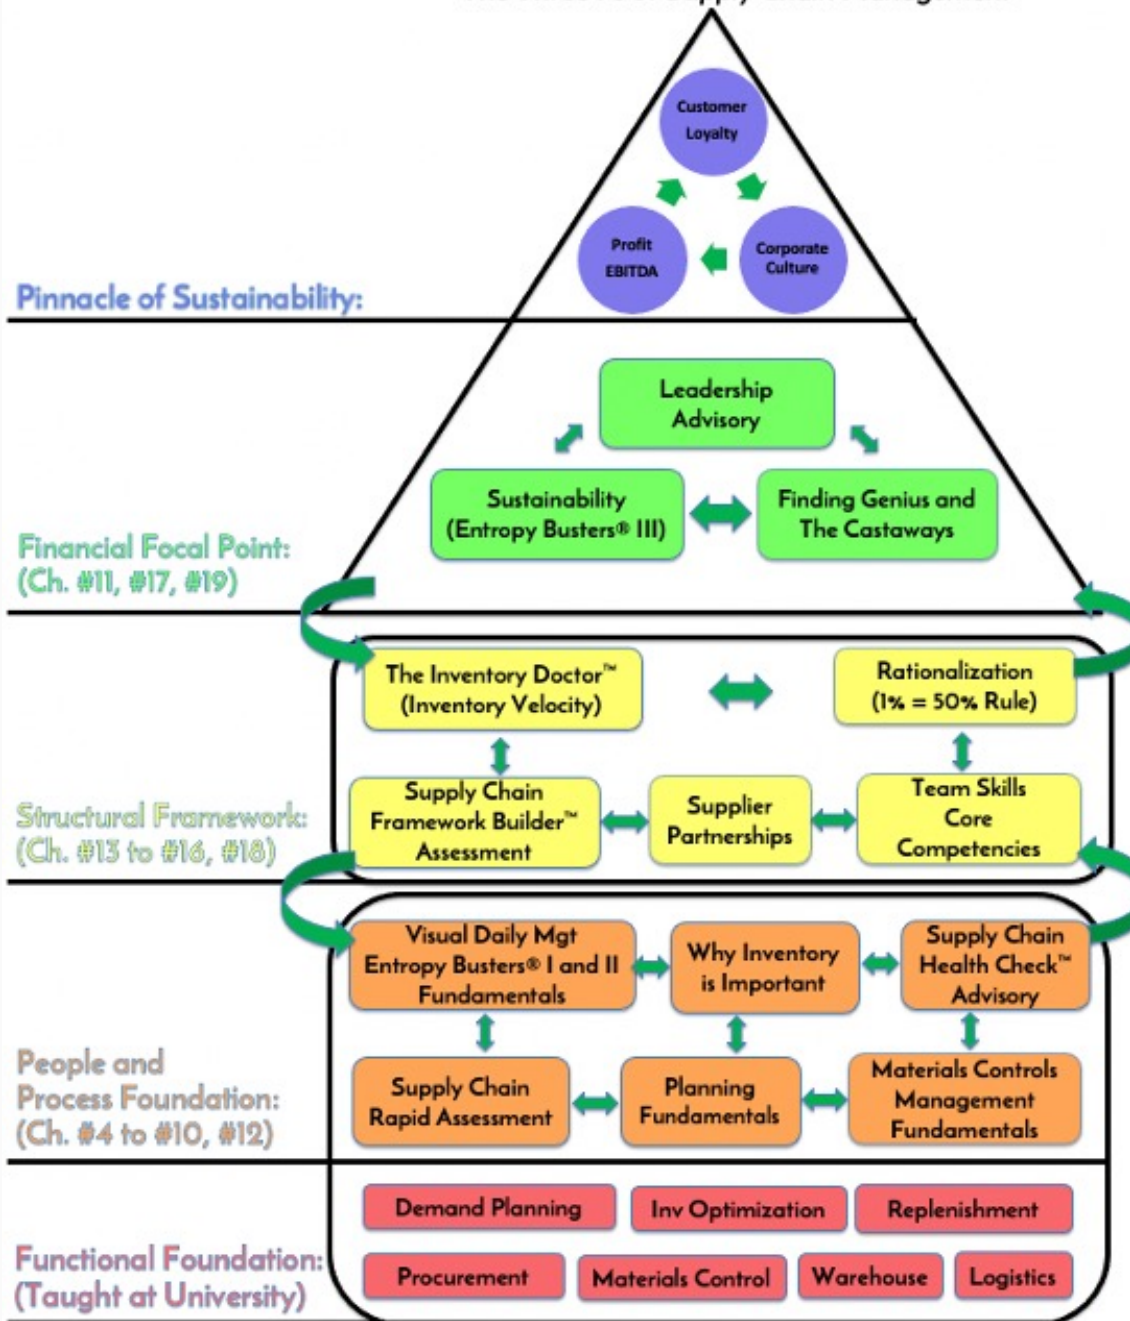 Customer
Loyalty
Profit
EBITDA
Corporate
Culture
Pinnacle of Sustainability:
Leadership
Advisory
Sustainability
(Entropy Busters® III)
Finding Genius and
The Castaways
Financial Focal Point:
(Ch. #11, #17, #19)
The Inventory Doctor™
(Inventory Velocity)
Rationalization
(1% = 50% Rule)
Supply Chain
Framework Builder™
Assessment
Supplier
Partnerships
Team Skills
Core
Competencies
Structural Framework:
(Ch. #13 to #16, #18)
Visual Daily Mgt
Entropy Busters® I and II
Fundamentals
Why Inventory
is Important
Supply Chain
Health Check™
Advisory
People and
Process Foundation:
(Ch. #4 to #10, #12)
Supply Chain
Rapid Assessment
Planning
Fundamentals
Materials Controls
Management
Fundamentals
Demand Planning
Inv Optimization
Replenishment
Functional Foundation:
(Taught at University)
Procurement
Materials Control
Warehouse
Logistics